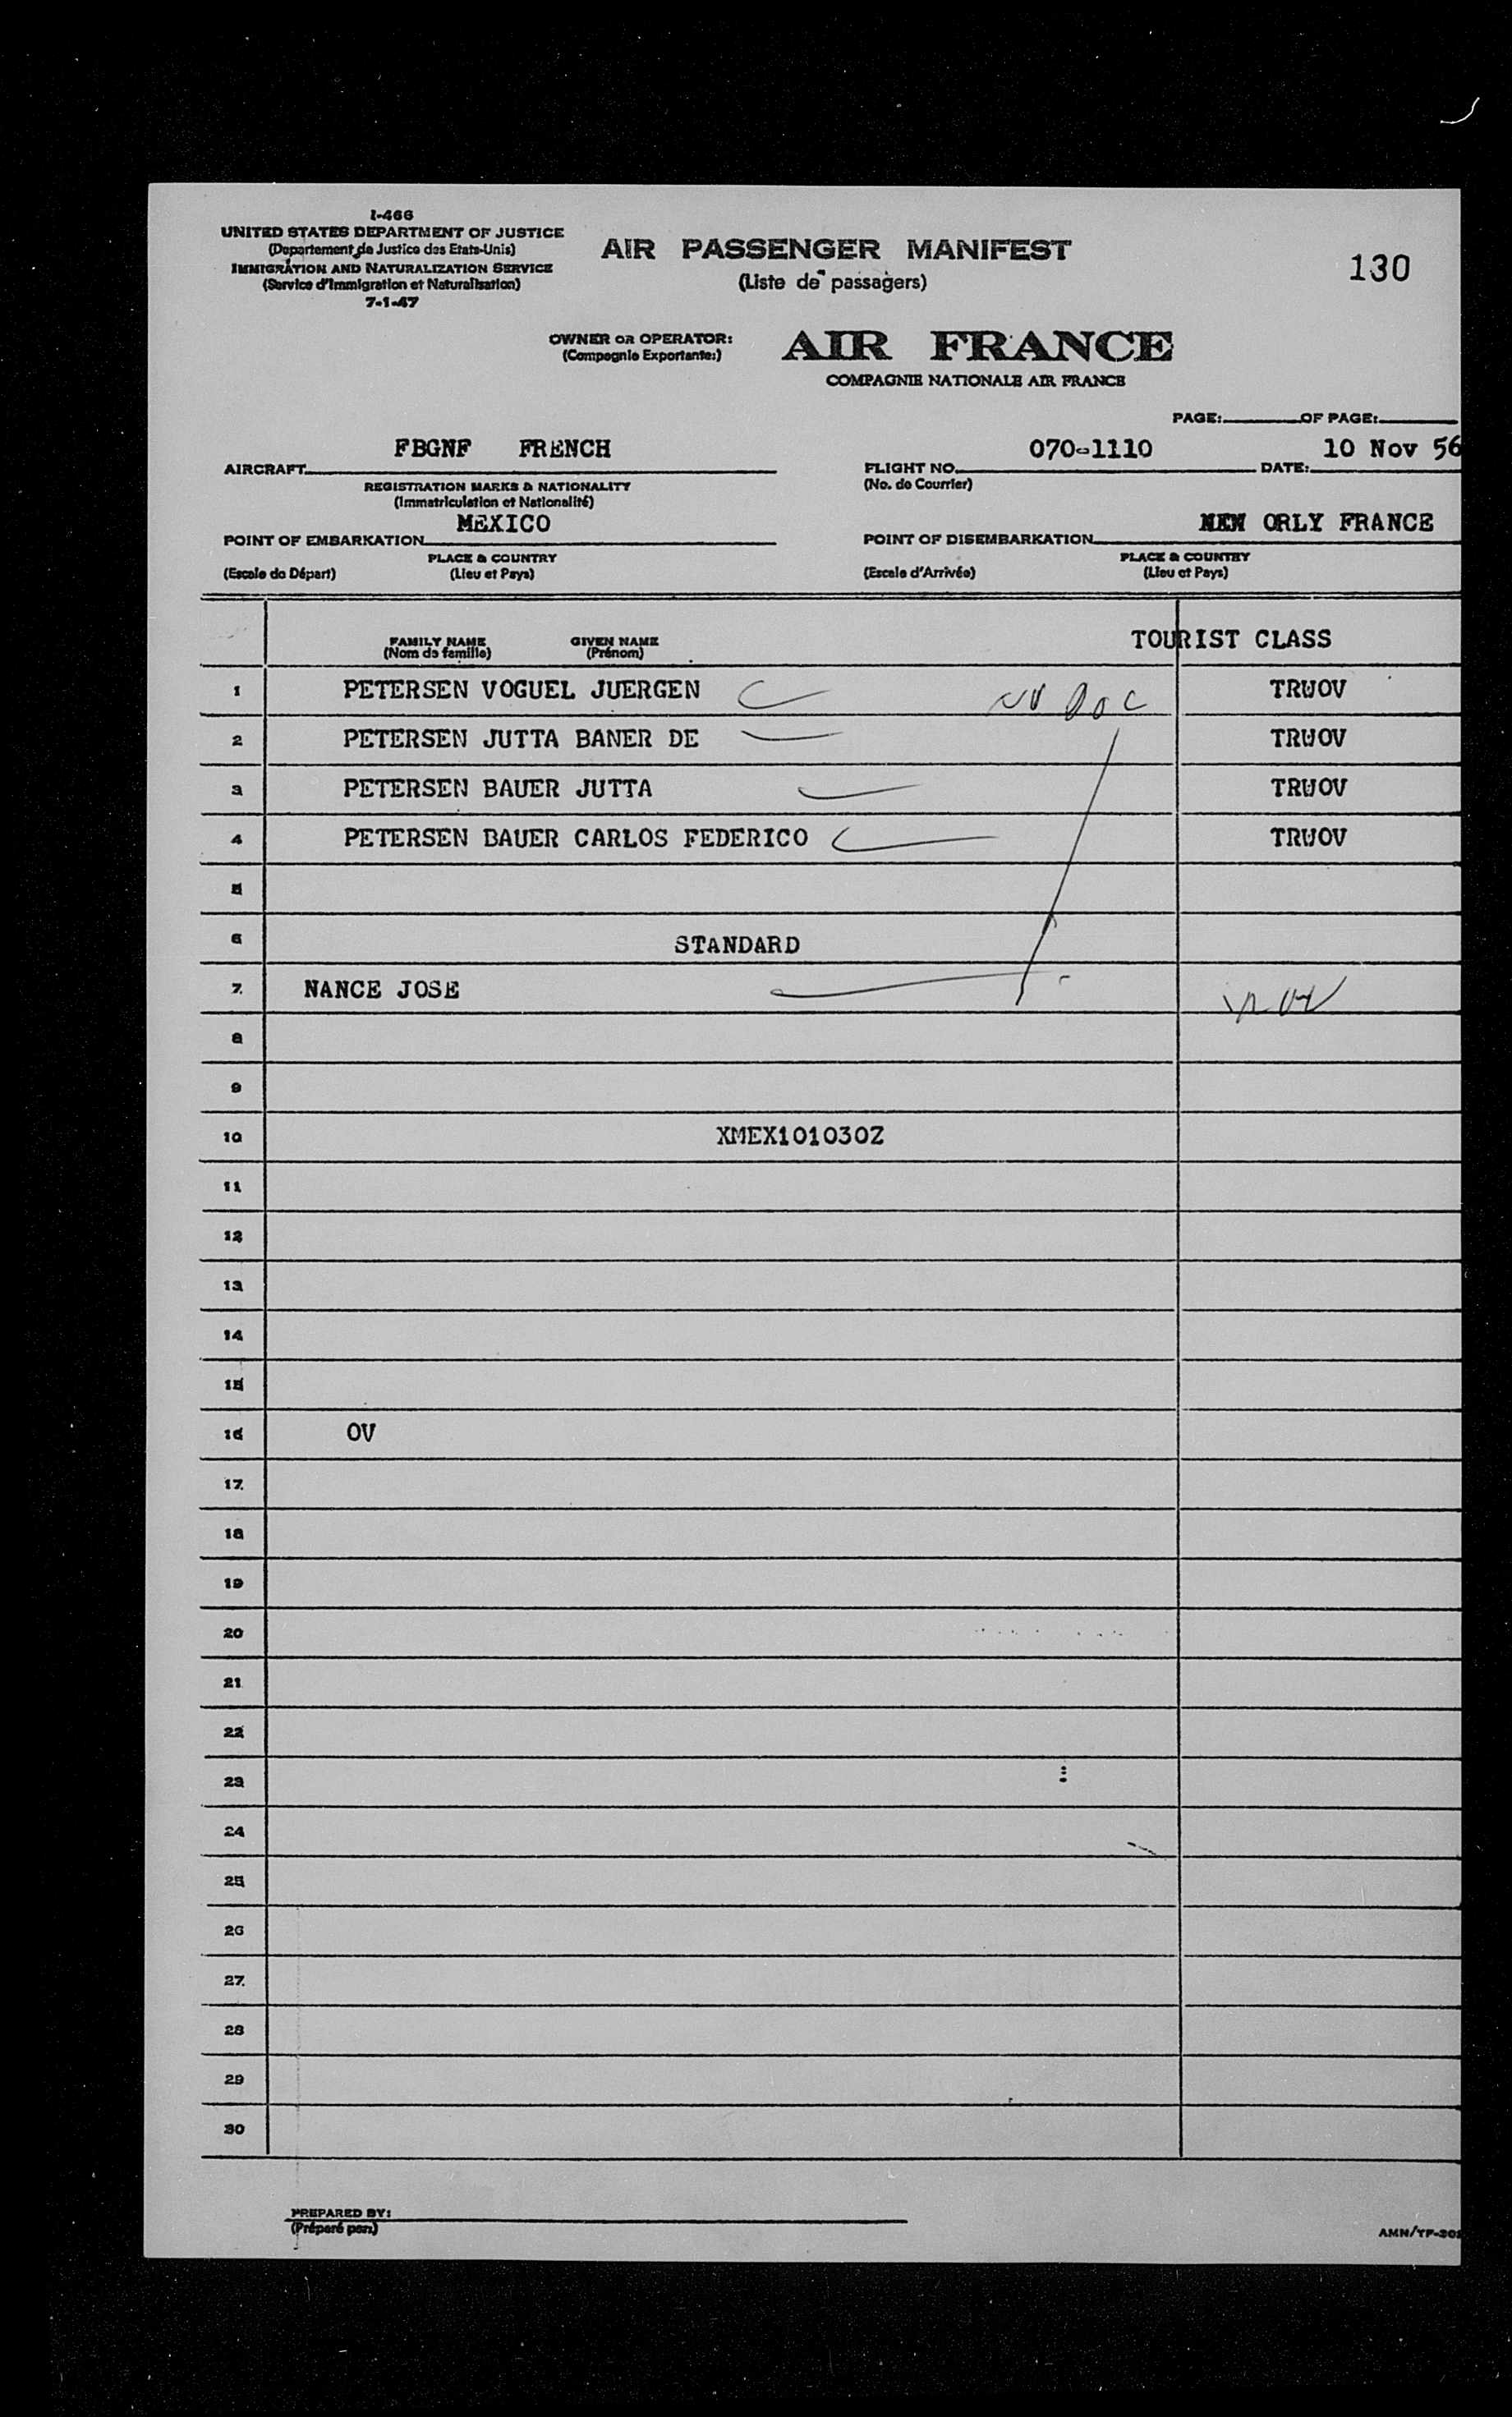 I-466
UNITED STATES DEPARTMENT OF JUSTICE
(Departement de Justice des Etats-Unis)
IMMIGRATION AND NATURALIZATION SERVICE
(Service d'Immigration et Naturalisation)
7-1-47
AIR PASSENGER MANIFEST
(Liste de passagers)
130
OWNER OR OPERATOR: AIR FRANCE
(Compagnie Exportante:)
COMPAGNIE NATIONALE AIR FRANCE
PAGE: OF PAGE:
AIRCRAFT FBGNF FRENCH
REGISTRATION MARKS & NATIONALITY
(Immatriculation et Nationalité)
FLIGHT NO. 070-1110 DATE: 10 Nov 56
(No. de Courrier)
POINT OF EMBARKATION MEXICO
PLACE & COUNTRY
(Escale de Départ) (Lieu et Pays)
POINT OF DISEMBARKATION ORLY FRANCE
PLACE & COUNTRY
(Escale d'Arrivée) (Lieu et Pays)
FAMILY NAME GIVEN NAME TOURIST CLASS
(Nom de famille) (Prénom)
1 PETERSEN VOGUEL JUERGEN NO DOC TRWOV
2 PETERSEN JUTTA BANER DE TRWOV
3 PETERSEN BAUER JUTTA TRWOV
4 PETERSEN BAUER CARLOS FEDERICO TRWOV
5
6 STANDARD
7 NANCE JOSE
8
9
10 XMEX101030Z
11
12
13
14
15
16 OV
17
18
19
20
21
22
23
24
25
26
27
28
29
30
PREPARED BY:
(Préparé par:)